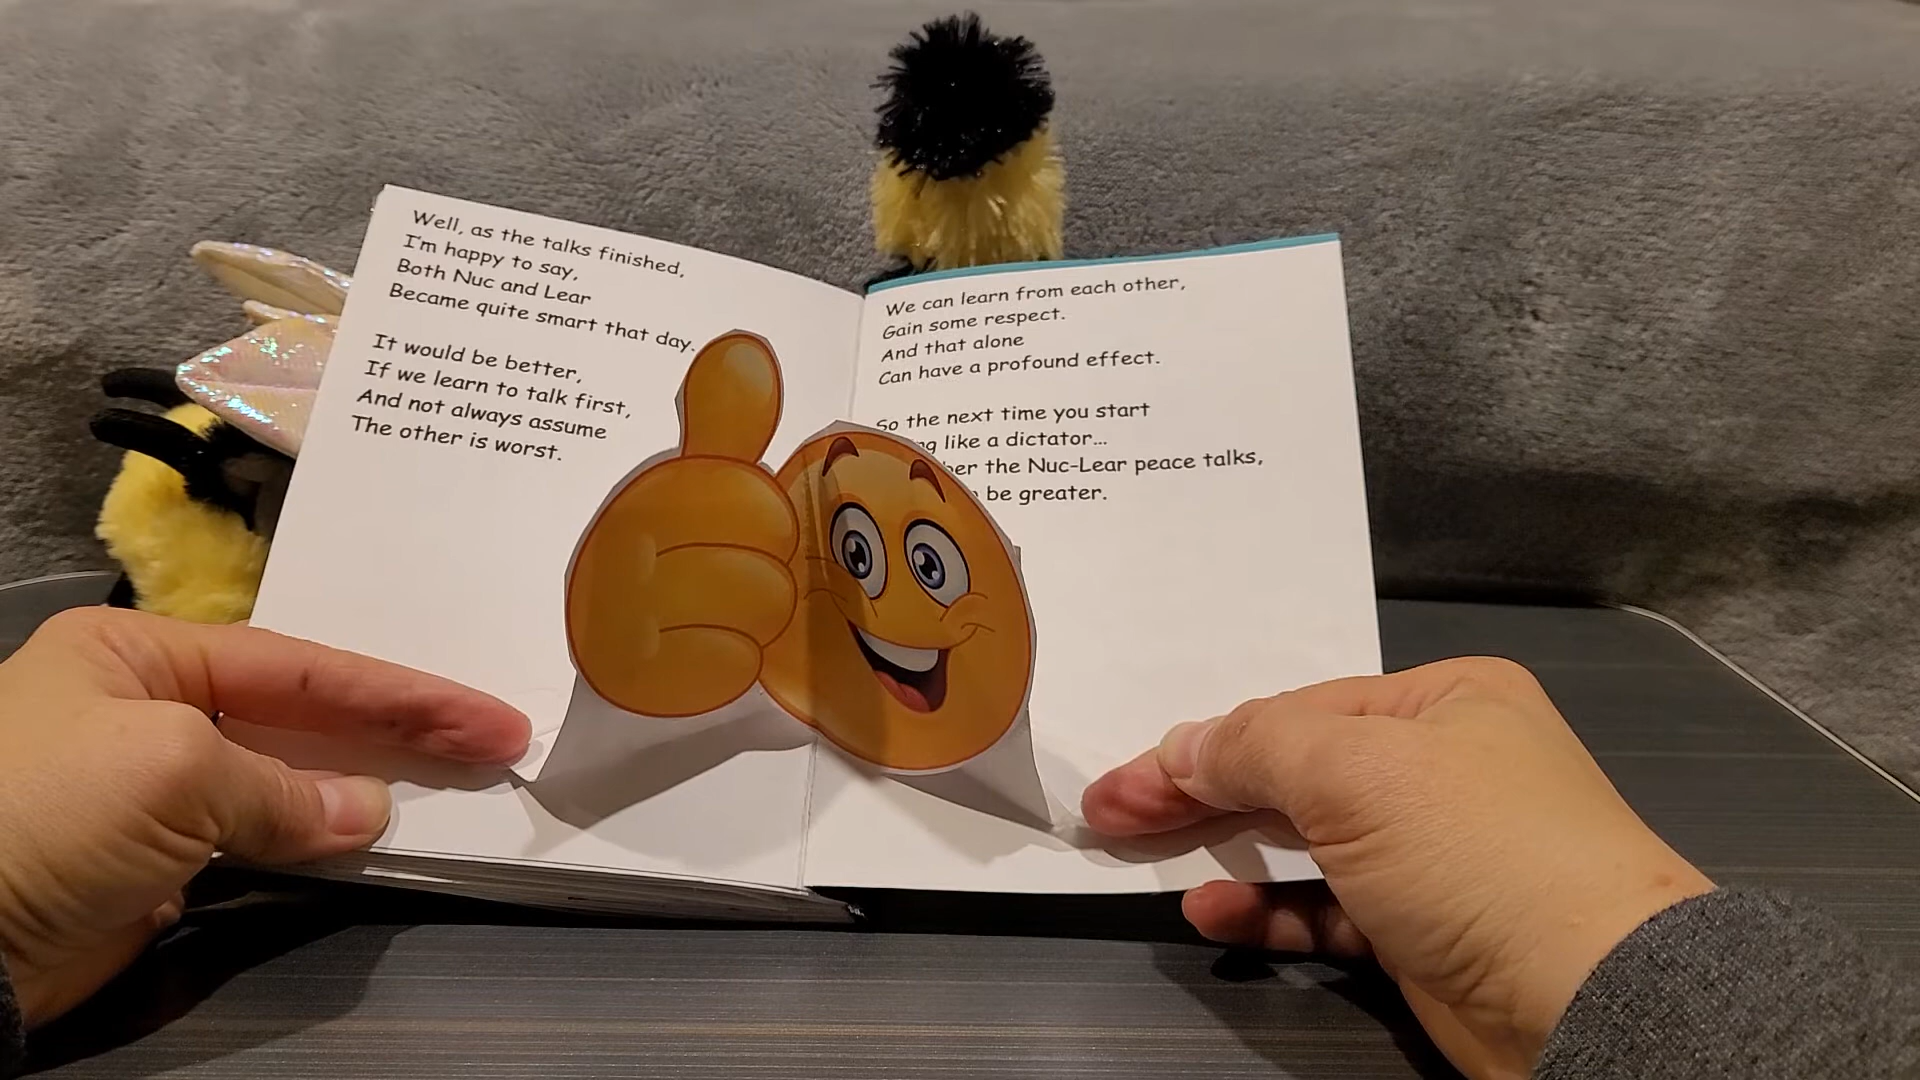 Well, as the talks finished,
I'm happy to say,
Both Nuc and Lear
Became quite smart that day.
It would be better,
If we learn to talk first,
And not always assume
The other is worst.
We can learn from each other,
Gain some respect.
And that alone
Can have a profound effect.
So the next time you start
like a dictator...
the Nuc-Lear peace talks,
be greater.